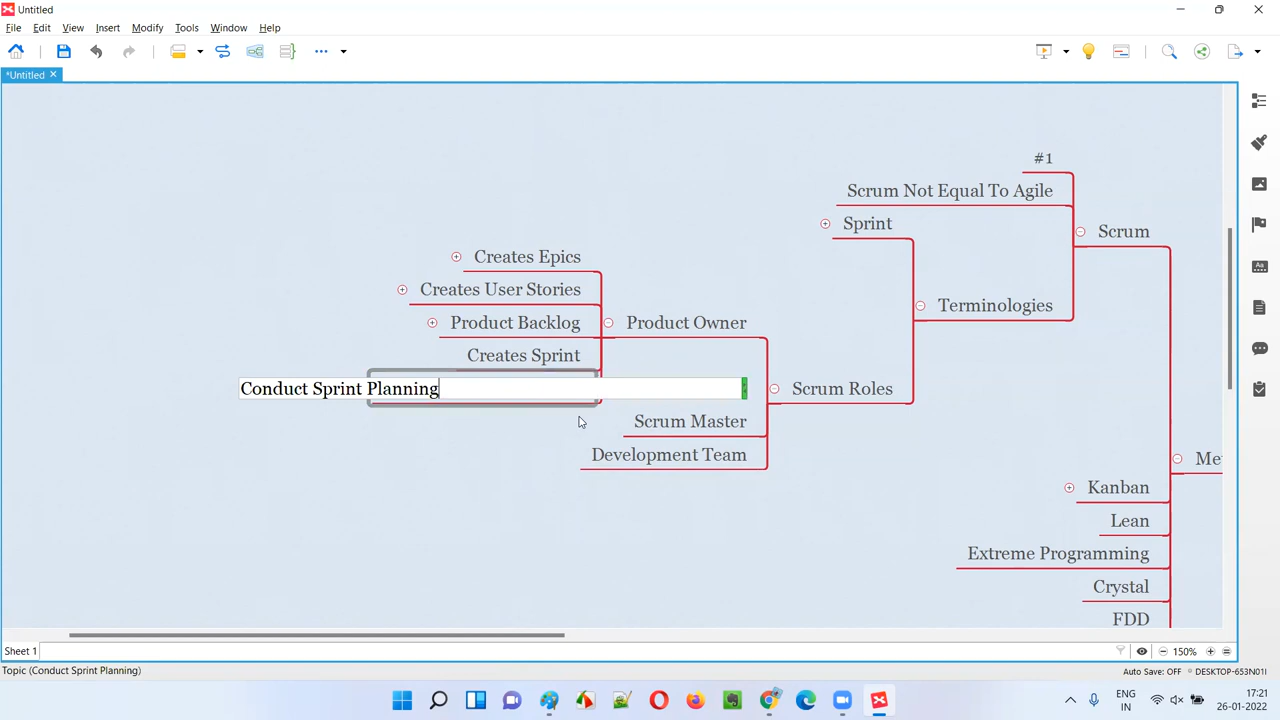 Untitled
File Edit View Insert Modify Tools Window Help
*Untitled
#1
Scrum Not Equal To Agile
Sprint
Scrum
Creates Epics
Creates User Stories
Terminologies
Product Backlog
Product Owner
Creates Sprint
Conduct Sprint Planning
Scrum Roles
Scrum Master
Development Team
Me
Kanban
Lean
Extreme Programming
Crystal
FDD
Sheet 1
150%
Topic (Conduct Sprint Planning)
Auto Save: OFF
DESKTOP-653N01I
ENG
IN
17:21
26-01-2022